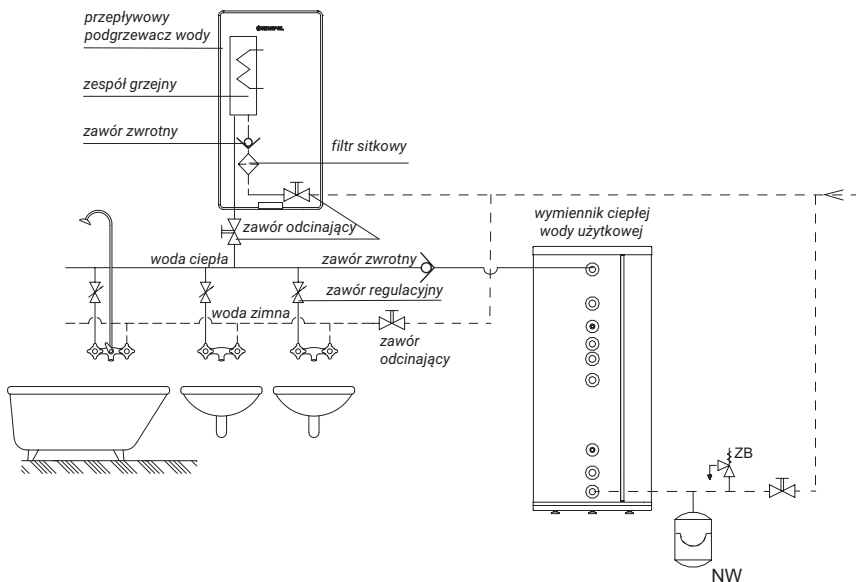 przepływowy
podgrzewacz wody
zespół grzejny
zawór zwrotny
filtr sitkowy
zawór odcinający
wymiennik ciepłej
wody użytkowej
woda ciepła
zawór zwrotny
zawór regulacyjny
woda zimna
zawór
odcinający
ZB
NW